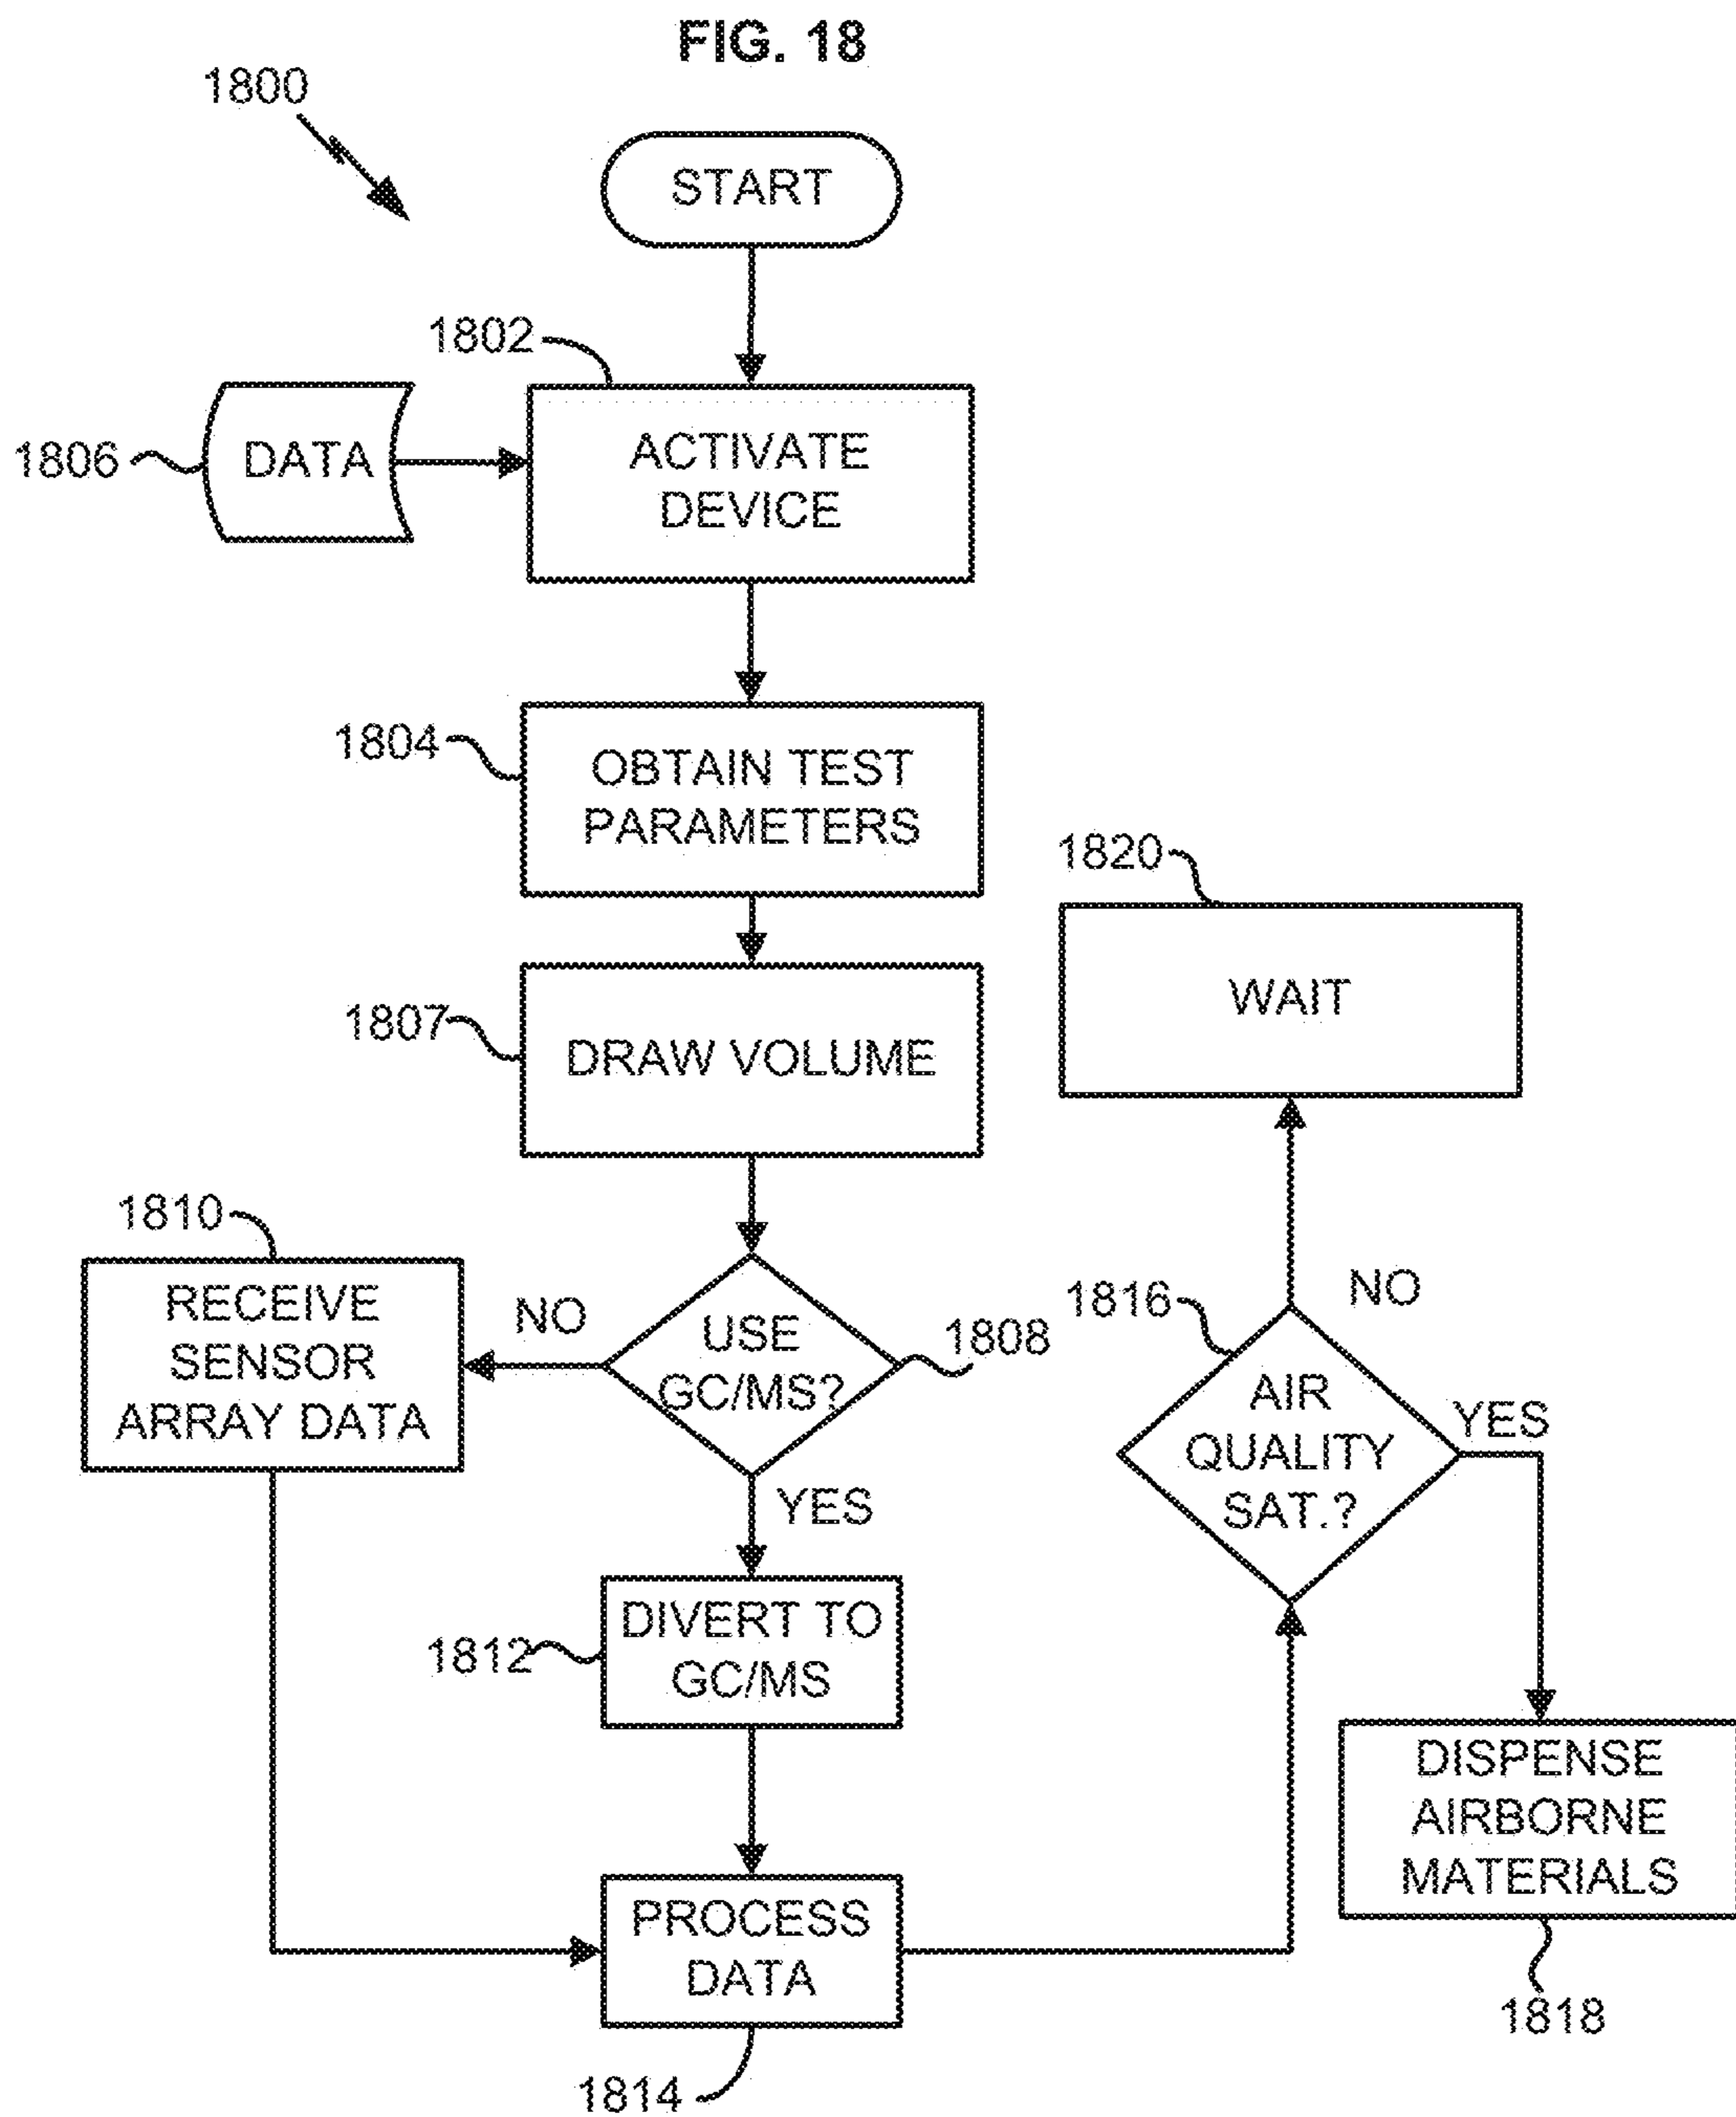 FIG. 18
1800
START
1802
1806
DATA
ACTIVATE
DEVICE
1804
OBTAIN TEST
PARAMETERS
1820
WAIT
1807
DRAW VOLUME
1810
RECEIVE
SENSOR
ARRAY DATA
NO
USE
GC/MS?
1808
YES
1816
NO
AIR
QUALITY
SAT.?
YES
1812
DIVERT TO
GC/MS
DISPENSE
AIRBORNE
MATERIALS
1818
PROCESS
DATA
1814